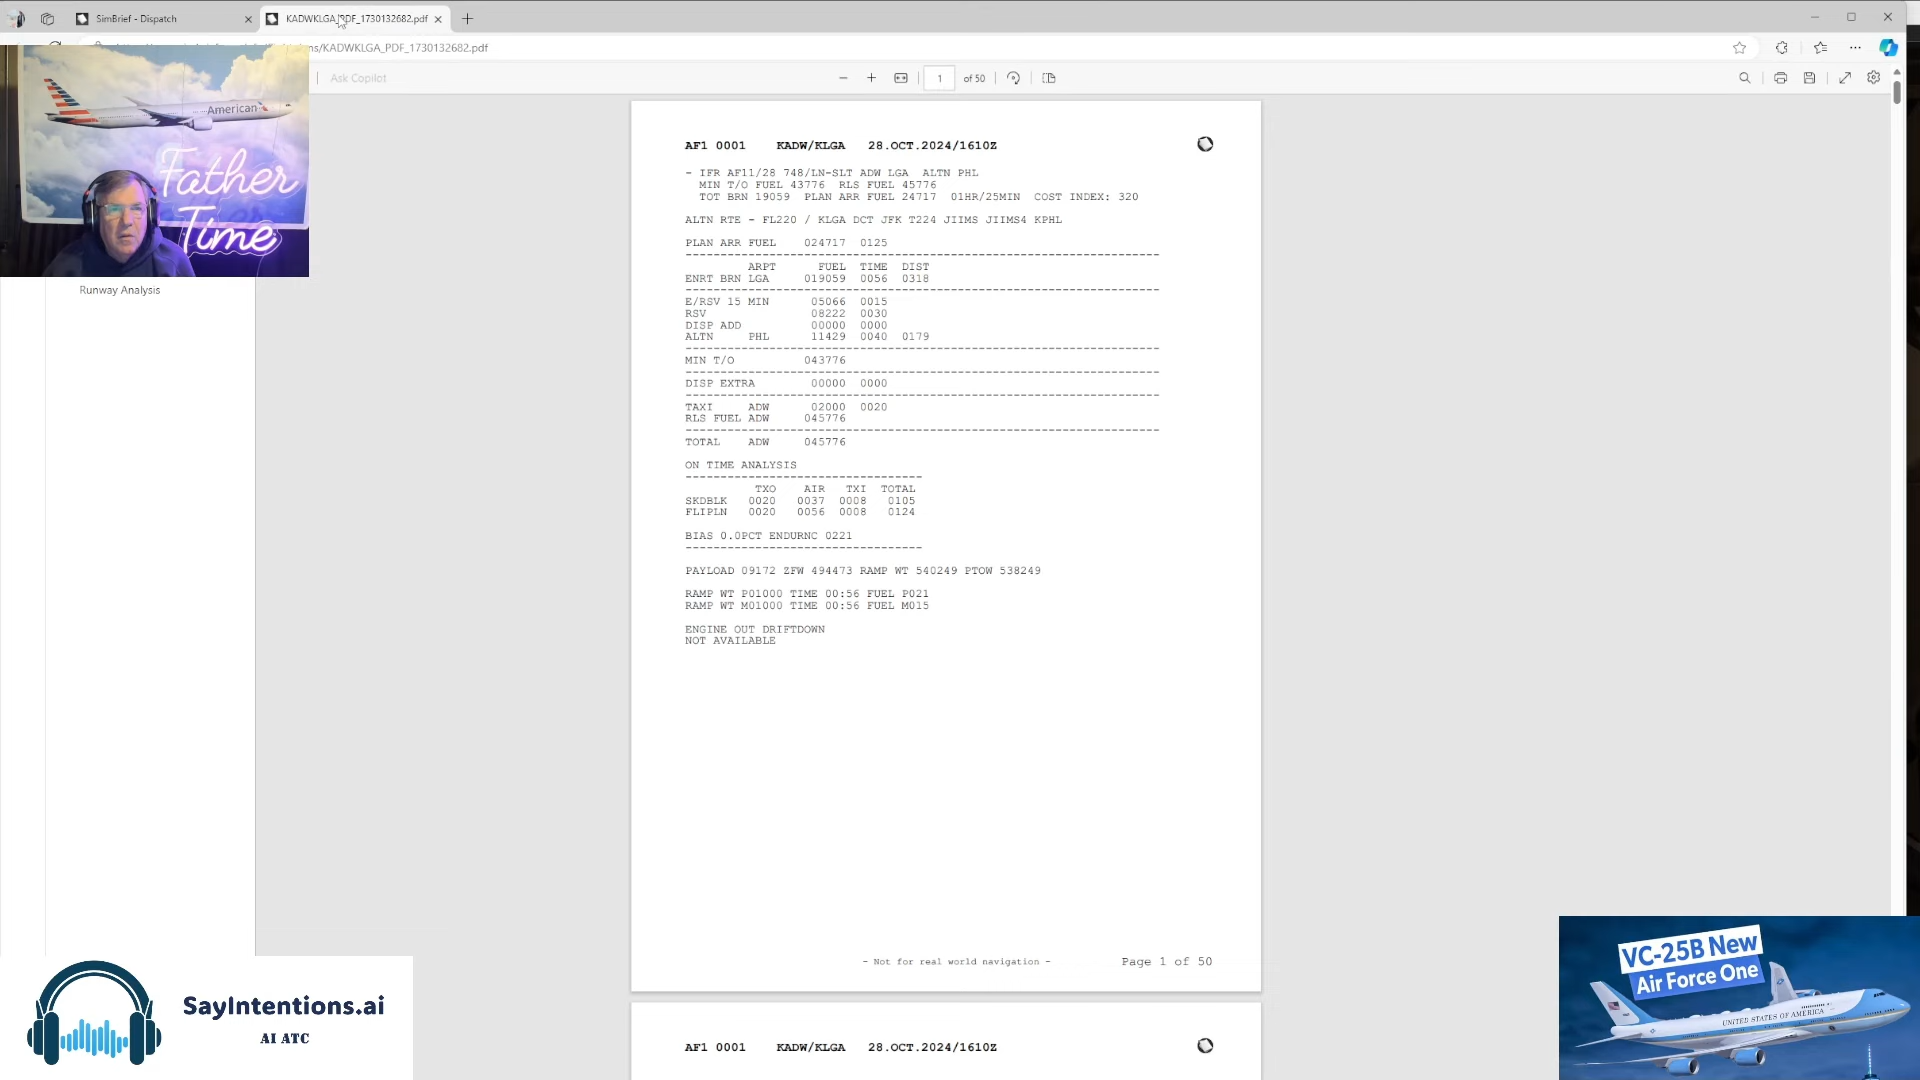 SimBrief - Dispatch
KADWKLGA_PDF_1730132682.pdf
ns/KADWKLGA_PDF_1730132682.pdf
Ask Copilot
1 of 50
American
Father
Time
Runway Analysis
AF1 0001 KADW/KLGA 28.OCT.2024/1610Z
- IFR AF11/28 748/LN-SLT ADW LGA ALTN PHL
MIN T/O FUEL 43776 RLS FUEL 45776
TOT BRN 19059 PLAN ARR FUEL 24717 01HR/25MIN COST INDEX: 320
ALTN RTE - FL220 / KLGA DCT JFK T224 JIIMS JIIMS4 KPHL
PLAN ARR FUEL 024717 0125
--------------------------------------------------------------------
ARPT FUEL TIME DIST
ENRT BRN LGA 019059 0056 0318
--------------------------------------------------------------------
E/RSV 15 MIN 05066 0015
RSV 08222 0030
DISP ADD 00000 0000
ALTN PHL 11429 0040 0179
--------------------------------------------------------------------
MIN T/O 043776
--------------------------------------------------------------------
DISP EXTRA 00000 0000
--------------------------------------------------------------------
TAXI ADW 02000 0020
RLS FUEL ADW 045776
--------------------------------------------------------------------
TOTAL ADW 045776
ON TIME ANALYSIS
----------------------------------
TXO AIR TXI TOTAL
SKDBLK 0020 0037 0008 0105
FLIPLN 0020 0056 0008 0124
BIAS 0.0PCT ENDURNC 0221
----------------------------------
PAYLOAD 09172 ZFW 494473 RAMP WT 540249 PTOW 538249
RAMP WT P01000 TIME 00:56 FUEL P021
RAMP WT M01000 TIME 00:56 FUEL M015
ENGINE OUT DRIFTDOWN
NOT AVAILABLE
- Not for real world navigation -
Page 1 of 50
AF1 0001 KADW/KLGA 28.OCT.2024/1610Z
SayIntentions.ai
AI ATC
VC-25B New
Air Force One
UNITED STATES OF AMERICA